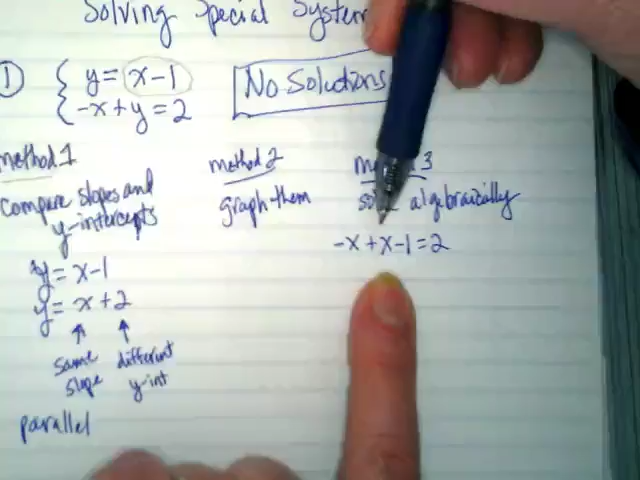 Solving Special System
① { y = x - 1
-x + y = 2
No Solutions
method 1
compare slopes and
y-intercepts
y = x - 1
y = x + 2
↑ ↑
same different
slope y-int
parallel
method 2
graph them
3
algebraically
-x + x - 1 = 2